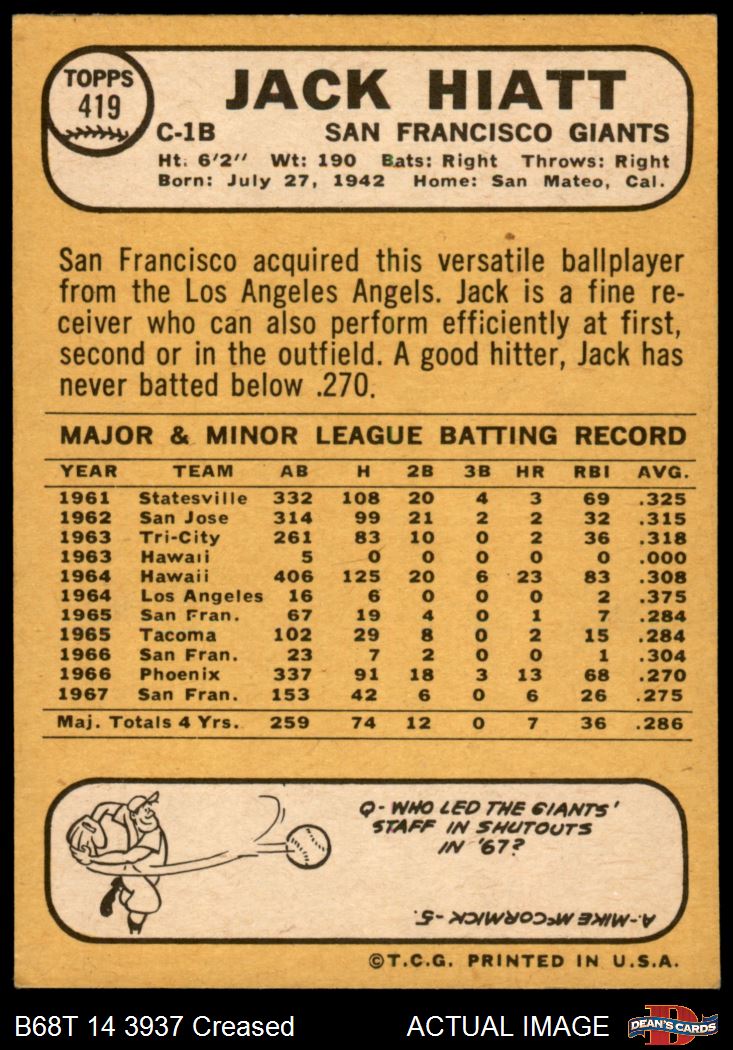 TOPPS
419
JACK HIATT
C-1B SAN FRANCISCO GIANTS
Ht. 6'2" Wt: 190 Bats: Right Throws: Right
Born: July 27, 1942 Home: San Mateo, Cal.
San Francisco acquired this versatile ballplayer
from the Los Angeles Angels. Jack is a fine re-
ceiver who can also perform efficiently at first,
second or in the outfield. A good hitter, Jack has
never batted below .270.
MAJOR & MINOR LEAGUE BATTING RECORD
YEAR TEAM AB H 2B 3B HR RBI AVG.
1961 Statesville 332 108 20 4 3 69 .325
1962 San Jose 314 99 21 2 2 32 .315
1963 Tri-City 261 83 10 0 2 36 .318
1963 Hawaii 5 0 0 0 0 0 .000
1964 Hawaii 406 125 20 6 23 83 .308
1964 Los Angeles 16 6 0 0 0 2 .375
1965 San Fran. 67 19 4 0 1 7 .284
1965 Tacoma 102 29 8 0 2 15 .284
1966 San Fran. 23 7 2 0 0 1 .304
1966 Phoenix 337 91 18 3 13 68 .270
1967 San Fran. 153 42 6 0 6 26 .275
Maj. Totals 4 Yrs. 259 74 12 0 7 36 .286
Q- WHO LED THE GIANTS'
STAFF IN SHUTOUTS
IN '67?
A-MIKE McCORMICK-5.
©T.C.G. PRINTED IN U.S.A.
B68T 14 3937 Creased ACTUAL IMAGE
D
DEAN'S CARDS